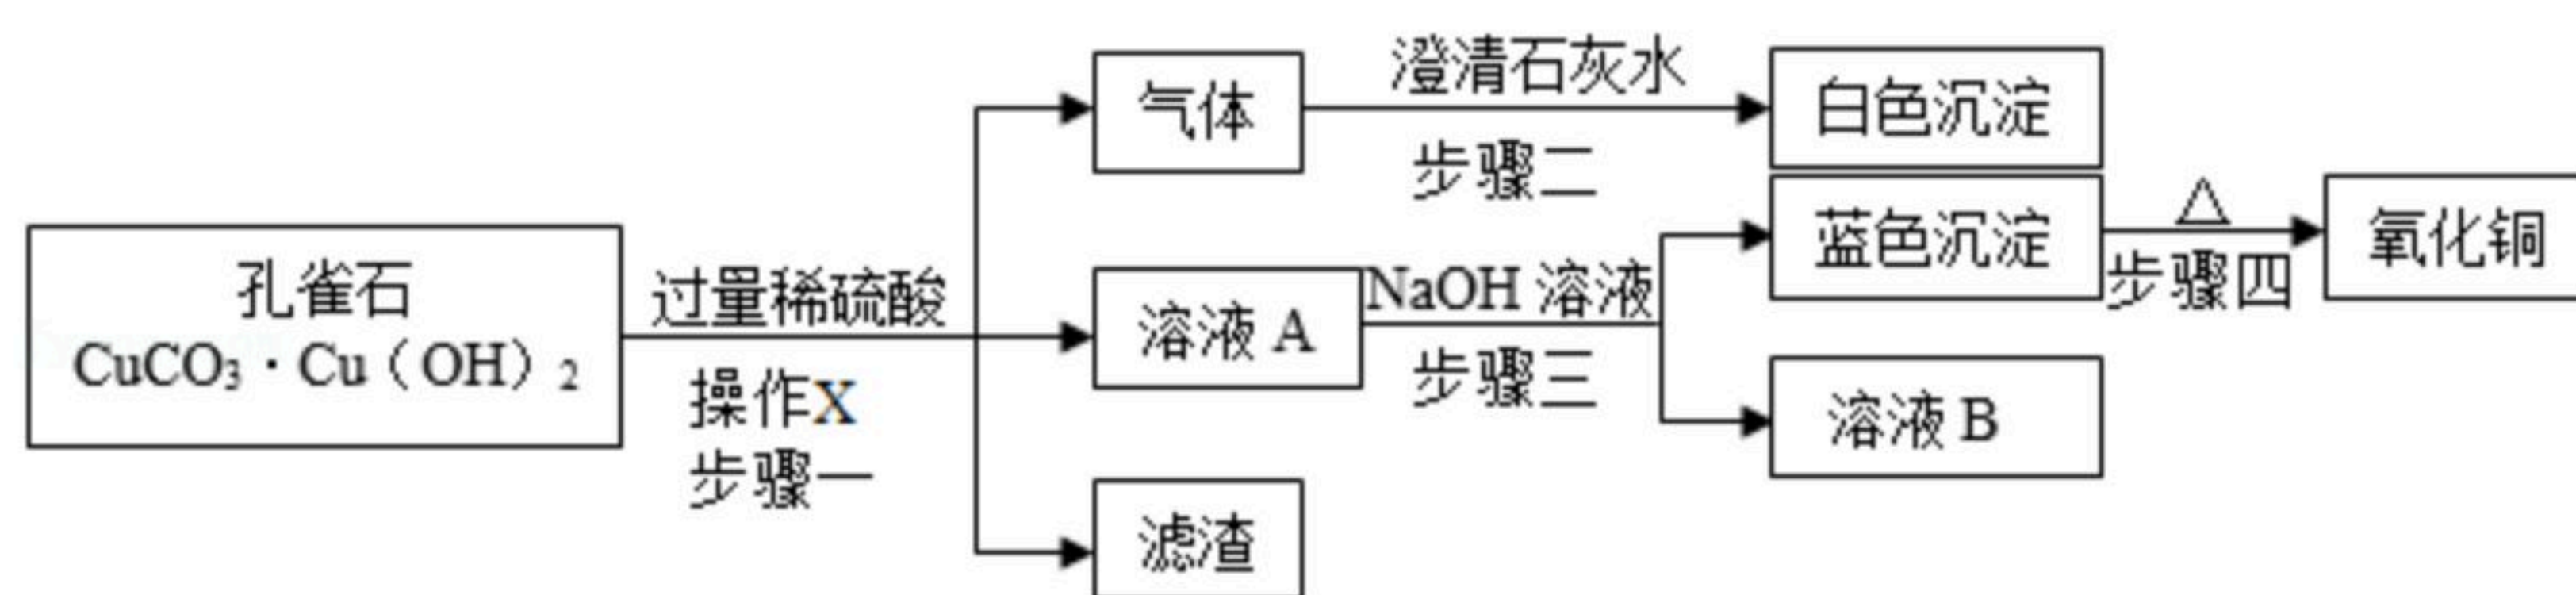 孔雀石
CuCO₃·Cu（OH）₂
过量稀硫酸
操作X
步骤一
气体
澄清石灰水
步骤二
白色沉淀
溶液 A
NaOH 溶液
步骤三
蓝色沉淀
△
步骤四
氧化铜
溶液 B
滤渣